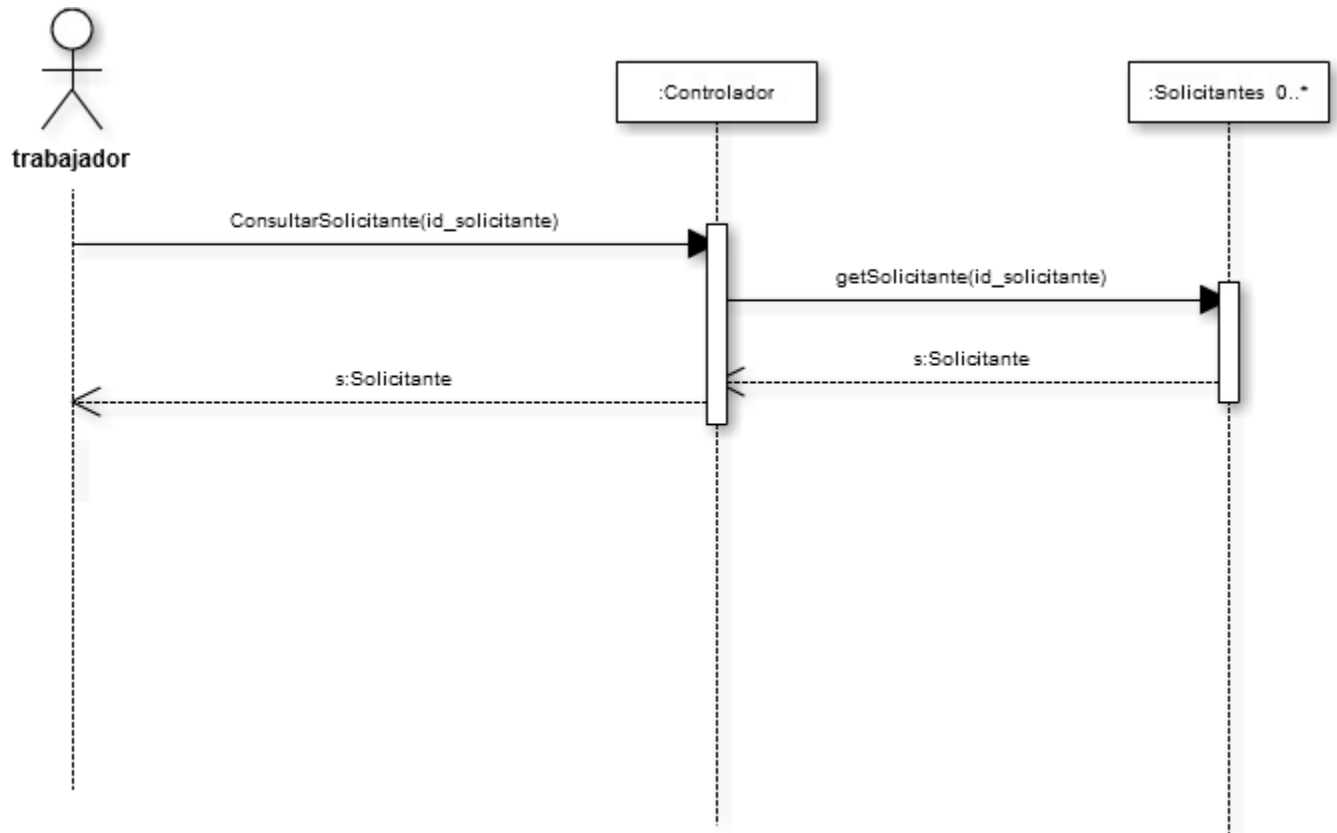 :Controlador
:Solicitantes 0..*
trabajador
ConsultarSolicitante(id_solicitante)
getSolicitante(id_solicitante)
s:Solicitante
s:Solicitante